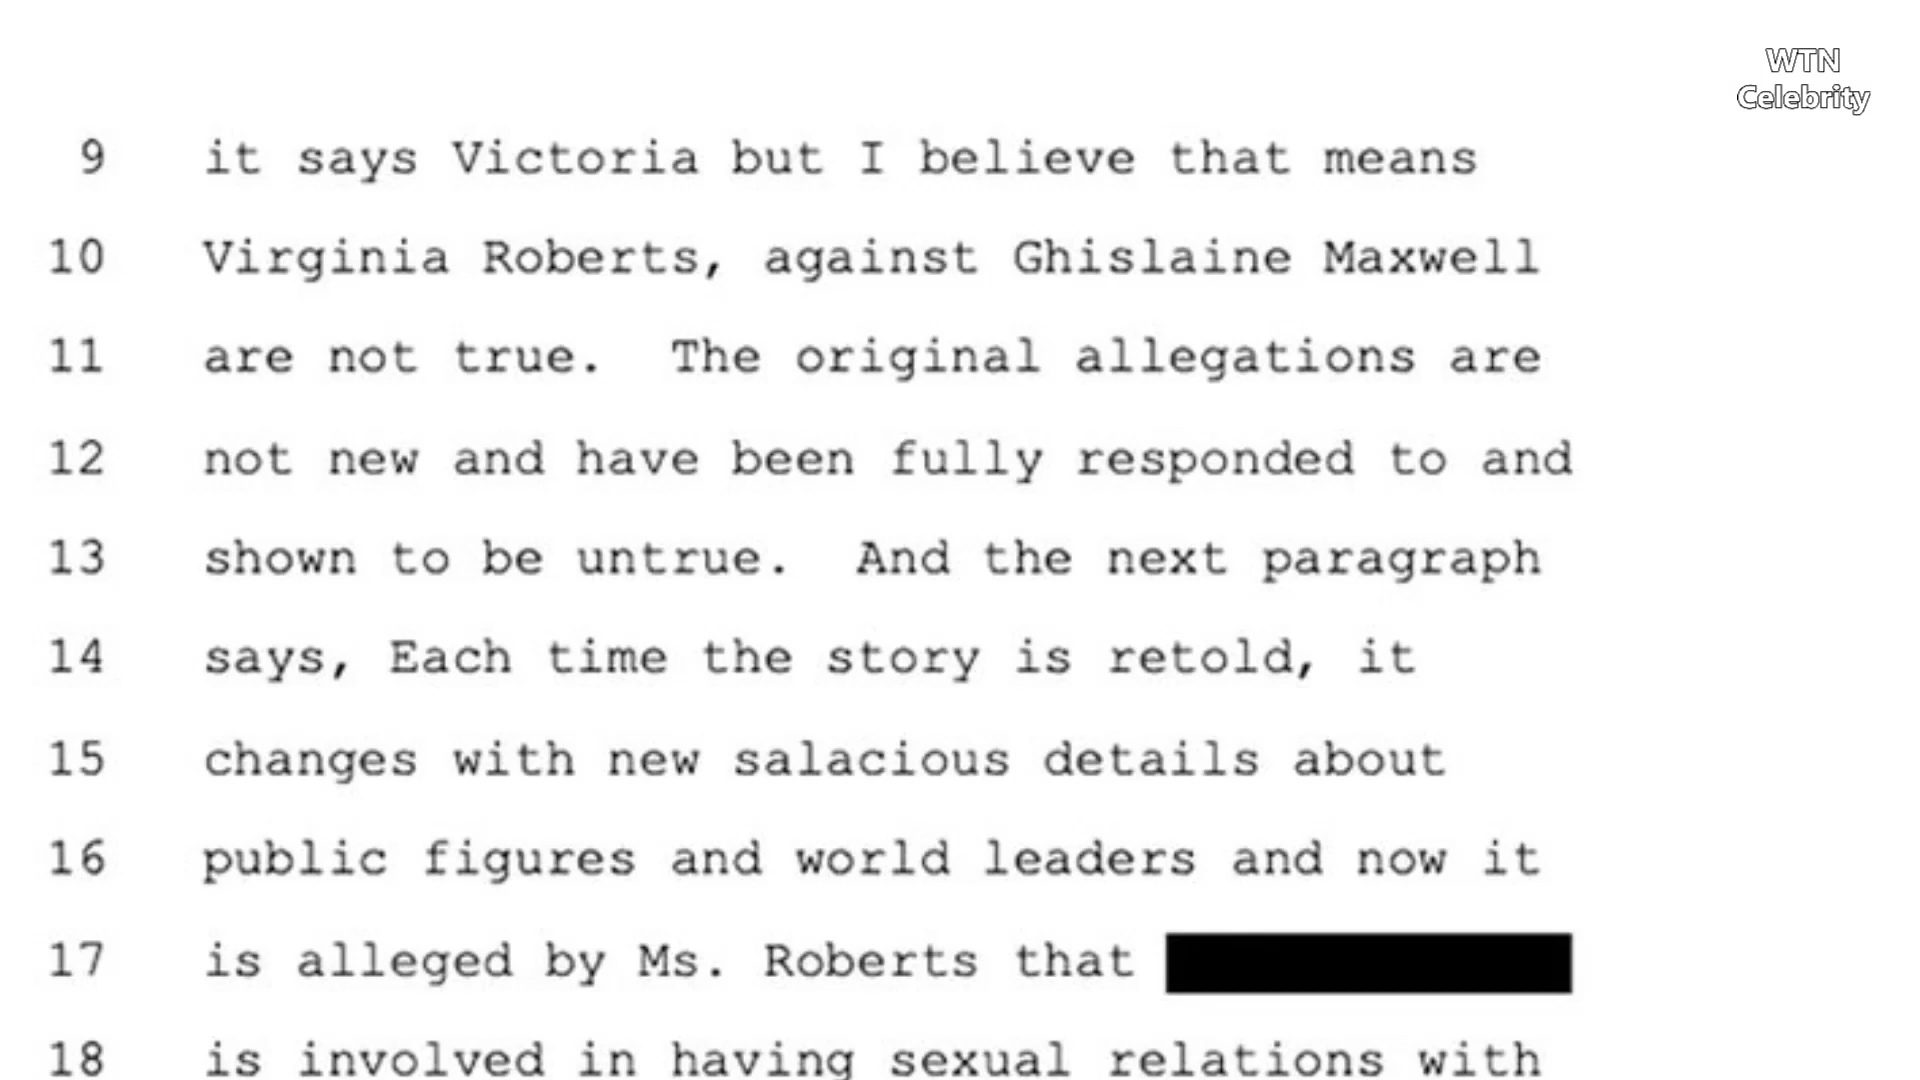 WTN
Celebrity
9 it says Victoria but I believe that means
10 Virginia Roberts, against Ghislaine Maxwell
11 are not true. The original allegations are
12 not new and have been fully responded to and
13 shown to be untrue. And the next paragraph
14 says, Each time the story is retold, it
15 changes with new salacious details about
16 public figures and world leaders and now it
17 is alleged by Ms. Roberts that
18 is involved in having sexual relations with